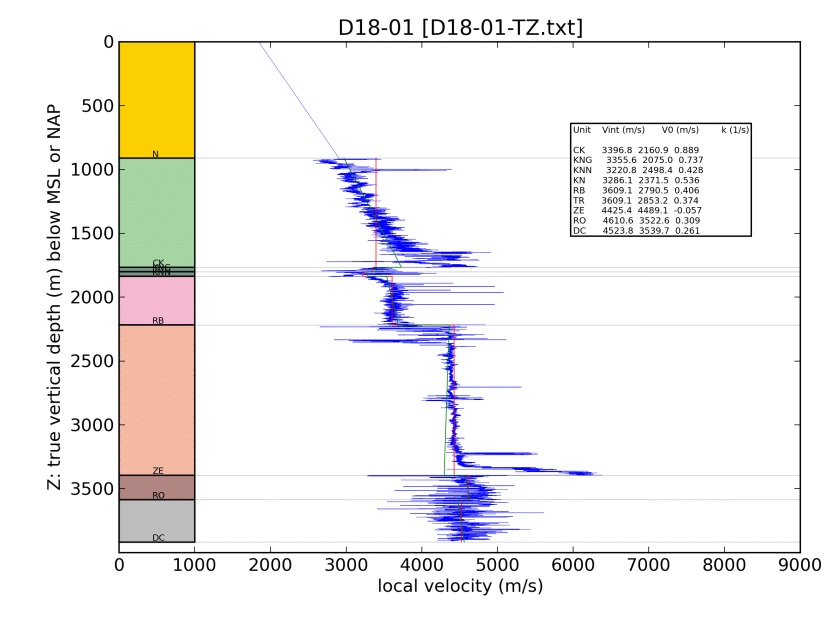 D18-01 [D18-01-TZ.txt]
0
500
1000
1500
2000
2500
3000
3500
Z: true vertical depth (m) below MSL or NAP
N
CK
KNN
RB
ZE
RO
DC
Unit Vint (m/s) V0 (m/s) k (1/s)
CK 3396.8 2160.9 0.889
KNG 3355.6 2075.0 0.737
KNN 3220.8 2498.4 0.428
KN 3286.1 2371.5 0.536
RB 3609.1 2790.5 0.406
TR 3609.1 2853.2 0.374
ZE 4425.4 4489.1 -0.057
RO 4610.6 3522.6 0.309
DC 4523.8 3539.7 0.261
0 1000 2000 3000 4000 5000 6000 7000 8000 9000
local velocity (m/s)